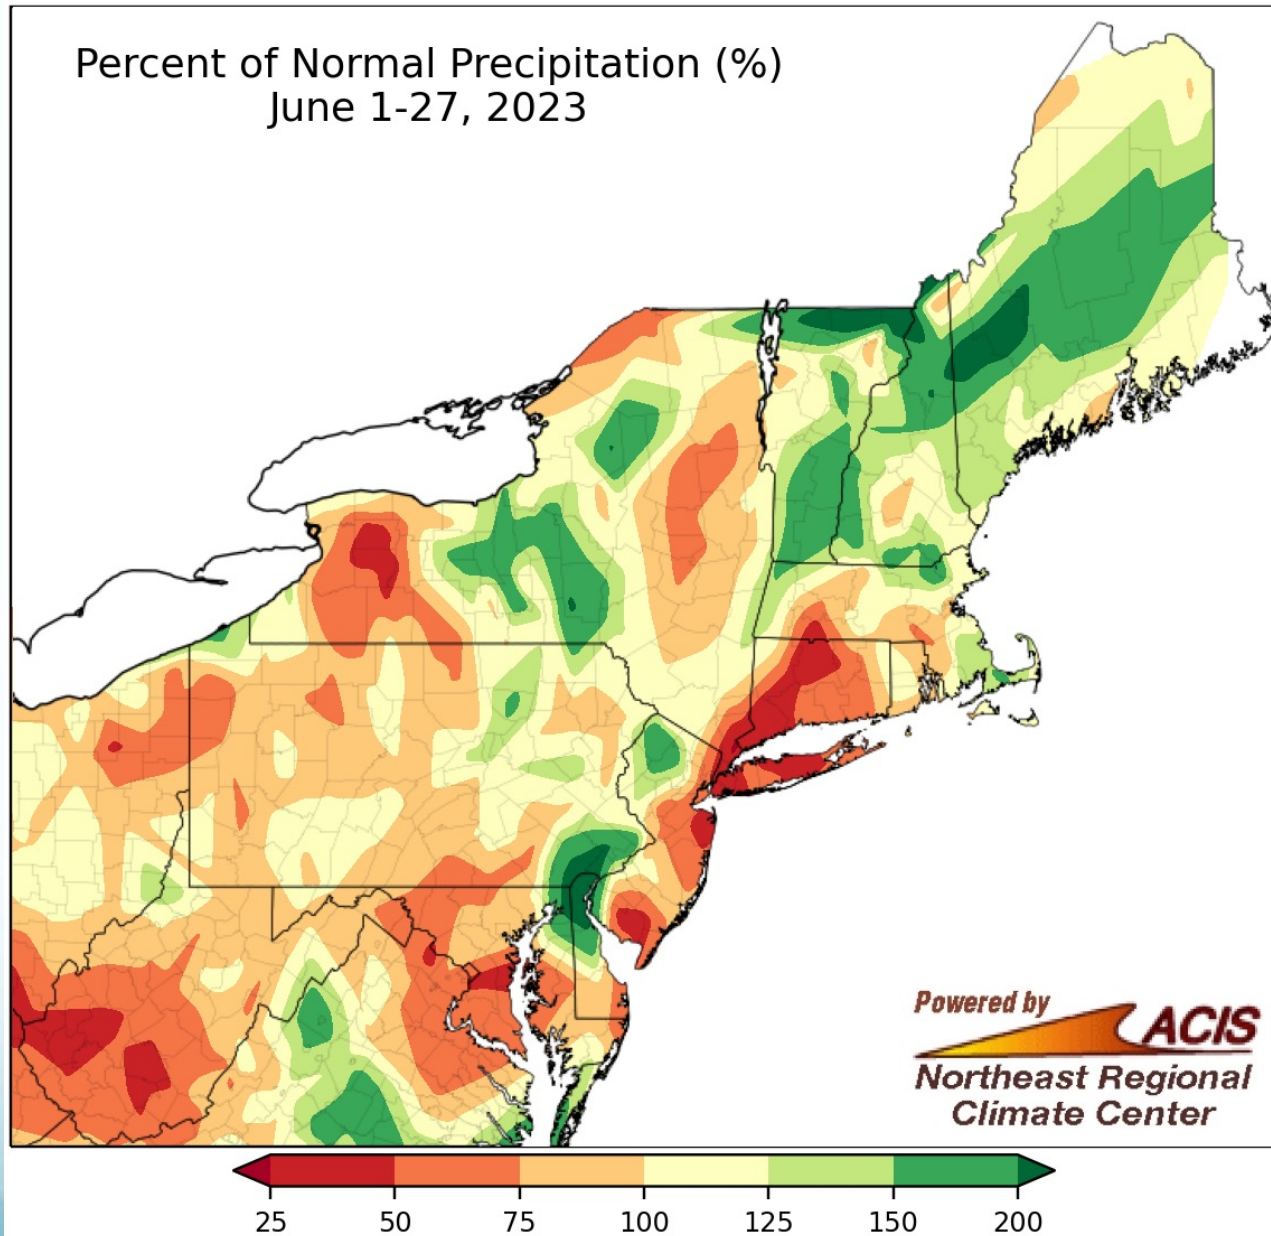 Percent of Normal Precipitation (%)
June 1-27, 2023
Powered by
ACIS
Northeast Regional
Climate Center
25 50 75 100 125 150 200